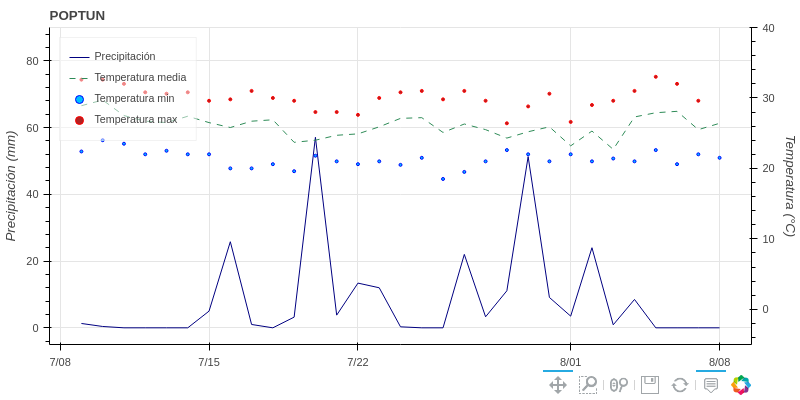 POPTUN
Precipitación
Temperatura media
Temperatura min
Temperatura max
Precipitación (mm)
80
60
40
20
0
Temperatura (°C)
40
30
20
10
0
7/08
7/15
7/22
8/01
8/08